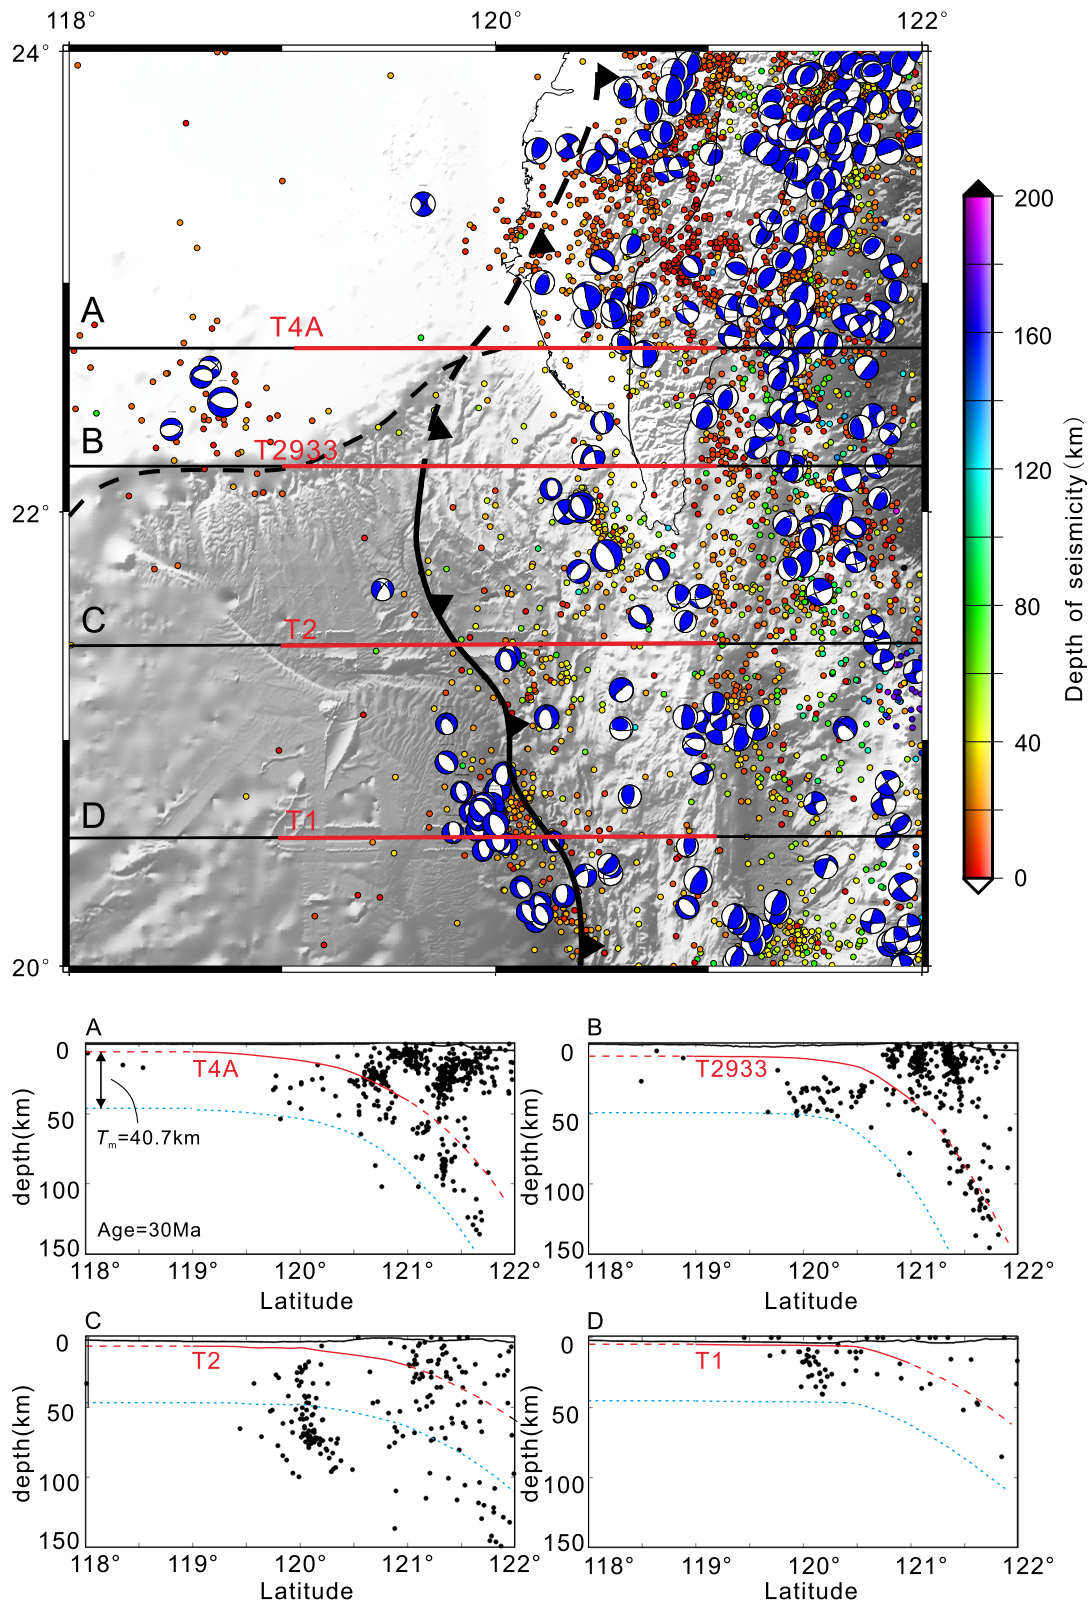 118° 120° 122°
24°
200
A
T4A
160
B
T2933
120
22°
Depth of seismicity (km)
80
C
T2
40
D
T1
0
20°
A
0
T4A
50
Tm=40.7km
100
Age=30Ma
150
depth(km)
118° 119° 120° 121° 122°
Latitude
B
0
T2933
50
100
150
depth(km)
118° 119° 120° 121° 122°
Latitude
C
0
T2
50
100
150
depth(km)
118° 119° 120° 121° 122°
Latitude
D
0
T1
50
100
150
depth(km)
118° 119° 120° 121° 122°
Latitude